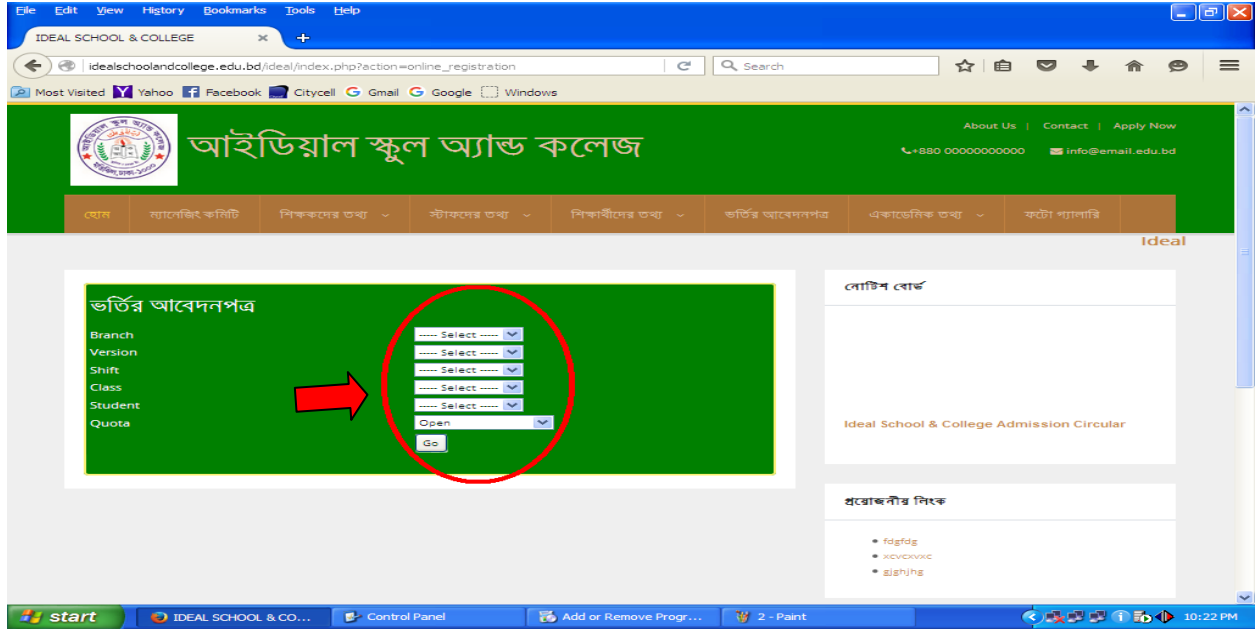 File Edit View History Bookmarks Tools Help
IDEAL SCHOOL & COLLEGE
idealschoolandcollege.edu.bd/ideal/index.php?action=online_registration
Search
Most Visited Yahoo Facebook Citycell Gmail Google Windows
About Us | Contact | Apply Now
আইডিয়াল স্কুল অ্যান্ড কলেজ
+880 00000000000 info@email.edu.bd
হোম ম্যানেজিং কমিটি শিক্ষকদের তথ্য স্টাফদের তথ্য শিক্ষার্থীদের তথ্য ভর্তির আবেদনপত্র একাডেমিক তথ্য ফটো গ্যালারি
Ideal
ভর্তির আবেদনপত্র
Branch ----- Select -----
Version ----- Select -----
Shift ----- Select -----
Class ----- Select -----
Student ----- Select -----
Quota Open
Go
নোটিশ বোর্ড
Ideal School & College Admission Circular
প্রয়োজনীয় লিংক
fdgfdg
xcvcxvxc
gjghjhg
start IDEAL SCHOOL & CO... Control Panel Add or Remove Progr... 2 - Paint 10:22 PM